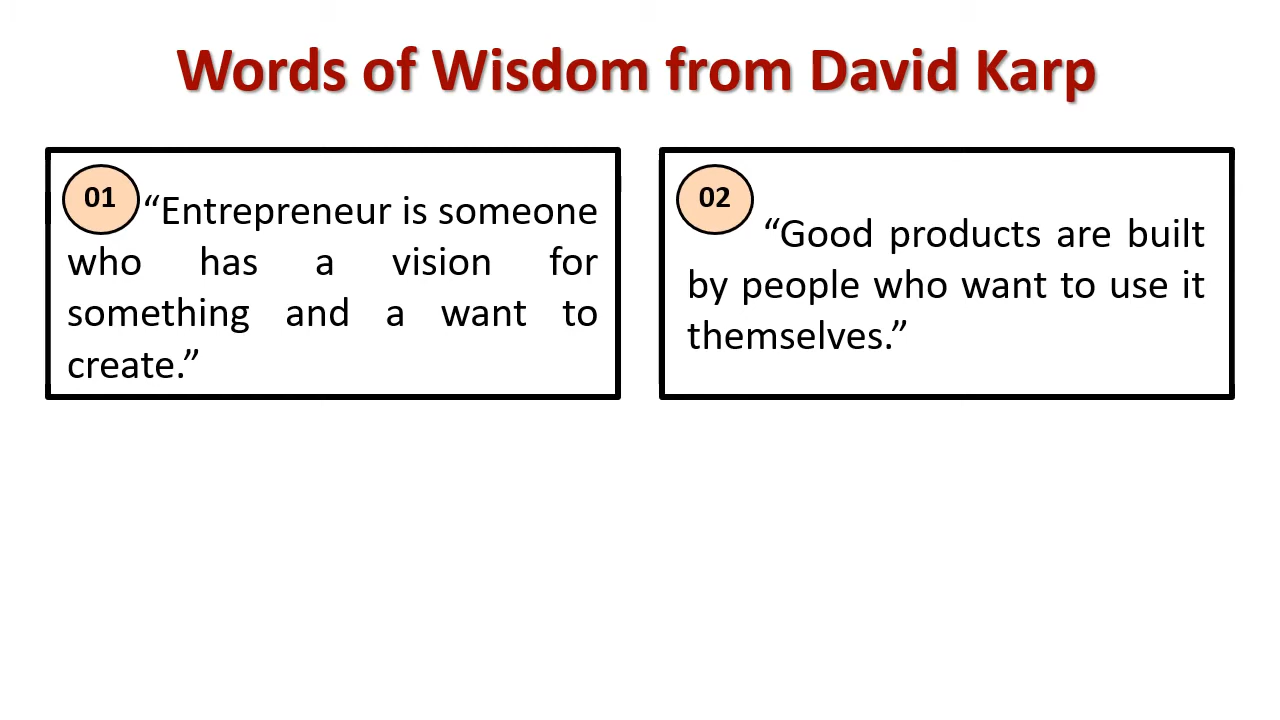 Words of Wisdom from David Karp
01
“Entrepreneur is someone
who has a vision for
something and a want to
create.”
02
“Good products are built
by people who want to use it
themselves.”